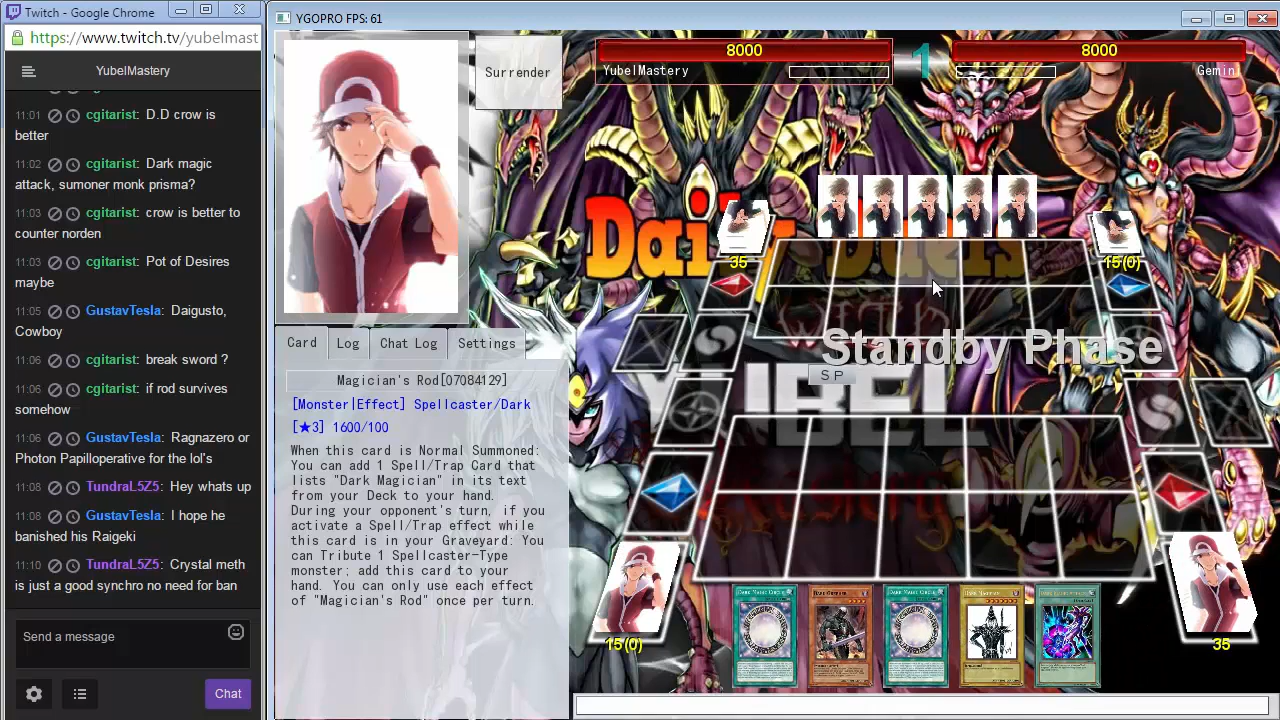 Twitch - Google Chrome
https://www.twitch.tv/yubelmast
YubelMastery
11:01 cgitarist: D.D crow is
better
11:02 cgitarist: Dark magic
attack, sumoner monk prisma?
11:03 cgitarist: crow is better to
counter norden
11:03 cgitarist: Pot of Desires
maybe
11:05 GustavTesla: Daigusto,
Cowboy
11:06 cgitarist: break sword ?
11:06 cgitarist: if rod survives
somehow
11:06 GustavTesla: Ragnazero or
Photon Papilloperative for the lol's
11:08 TundraL5Z5: Hey whats up
11:08 GustavTesla: I hope he
banished his Raigeki
11:10 TundraL5Z5: Crystal meth
is just a good synchro no need for ban
Send a message
Chat
YGOPRO FPS: 61
Surrender
8000
YubelMastery
1
8000
Gemini
Card Log Chat Log Settings
Magician's Rod[07084129]
[Monster|Effect] Spellcaster/Dark
[★3] 1600/100
When this card is Normal Summoned:
You can add 1 Spell/Trap Card that
lists "Dark Magician" in its text
from your Deck to your hand.
During your opponent's turn, if you
activate a Spell/Trap effect while
this card is in your Graveyard: You
can Tribute 1 Spellcaster-Type
monster; add this card to your
hand. You can only use each effect
of "Magician's Rod" once per turn.
35
15(0)
Standby Phase
SP
YUBEL
15(0)
35